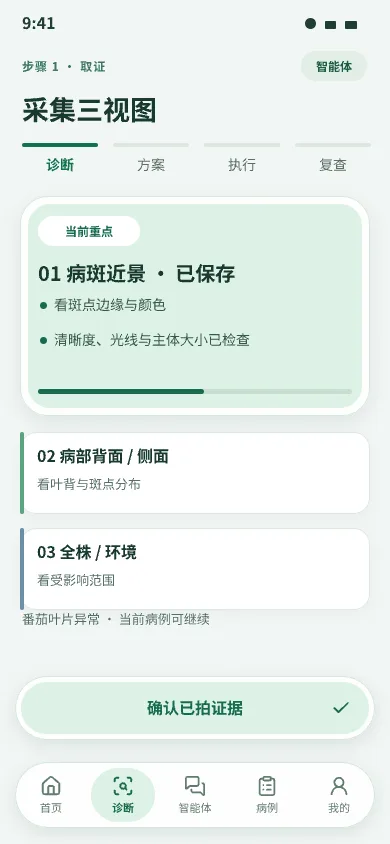 9:41
步骤 1 · 取证
智能体
采集三视图
诊断
方案
执行
复查
当前重点
01 病斑近景 · 已保存
看斑点边缘与颜色
清晰度、光线与主体大小已检查
02 病部背面 / 侧面
看叶背与斑点分布
03 全株 / 环境
看受影响范围
番茄叶片异常 · 当前病例可继续
确认已拍证据
首页
诊断
智能体
病例
我的